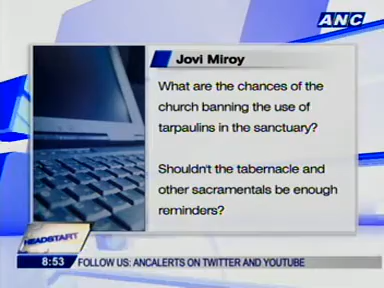 ANC
Jovi Miroy
What are the chances of the
church banning the use of
tarpaulins in the sanctuary?
Shouldn't the tabernacle and
other sacramentals be enough
reminders?
HEADSTART
8:53 FOLLOW US: ANCALERTS ON TWITTER AND YOUTUBE